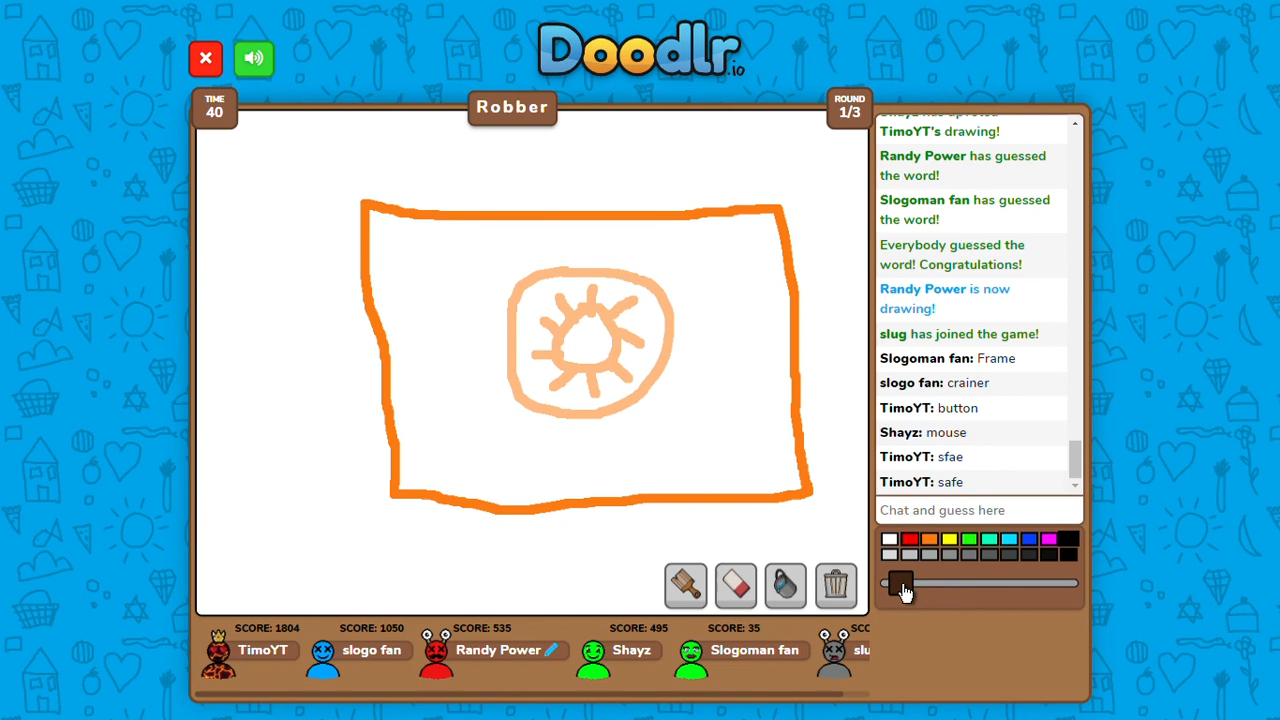 Doodlr.io
TIME
40
Robber
ROUND
1/3
TimoYT's drawing!
Randy Power has guessed
the word!
Slogoman fan has guessed
the word!
Everybody guessed the
word! Congratulations!
Randy Power is now
drawing!
slug has joined the game!
Slogoman fan: Frame
slogo fan: crainer
TimoYT: button
Shayz: mouse
TimoYT: sfae
TimoYT: safe
Chat and guess here
SCORE: 1804
TimoYT
SCORE: 1050
slogo fan
SCORE: 535
Randy Power
SCORE: 495
Shayz
SCORE: 35
Slogoman fan
SCO
slu